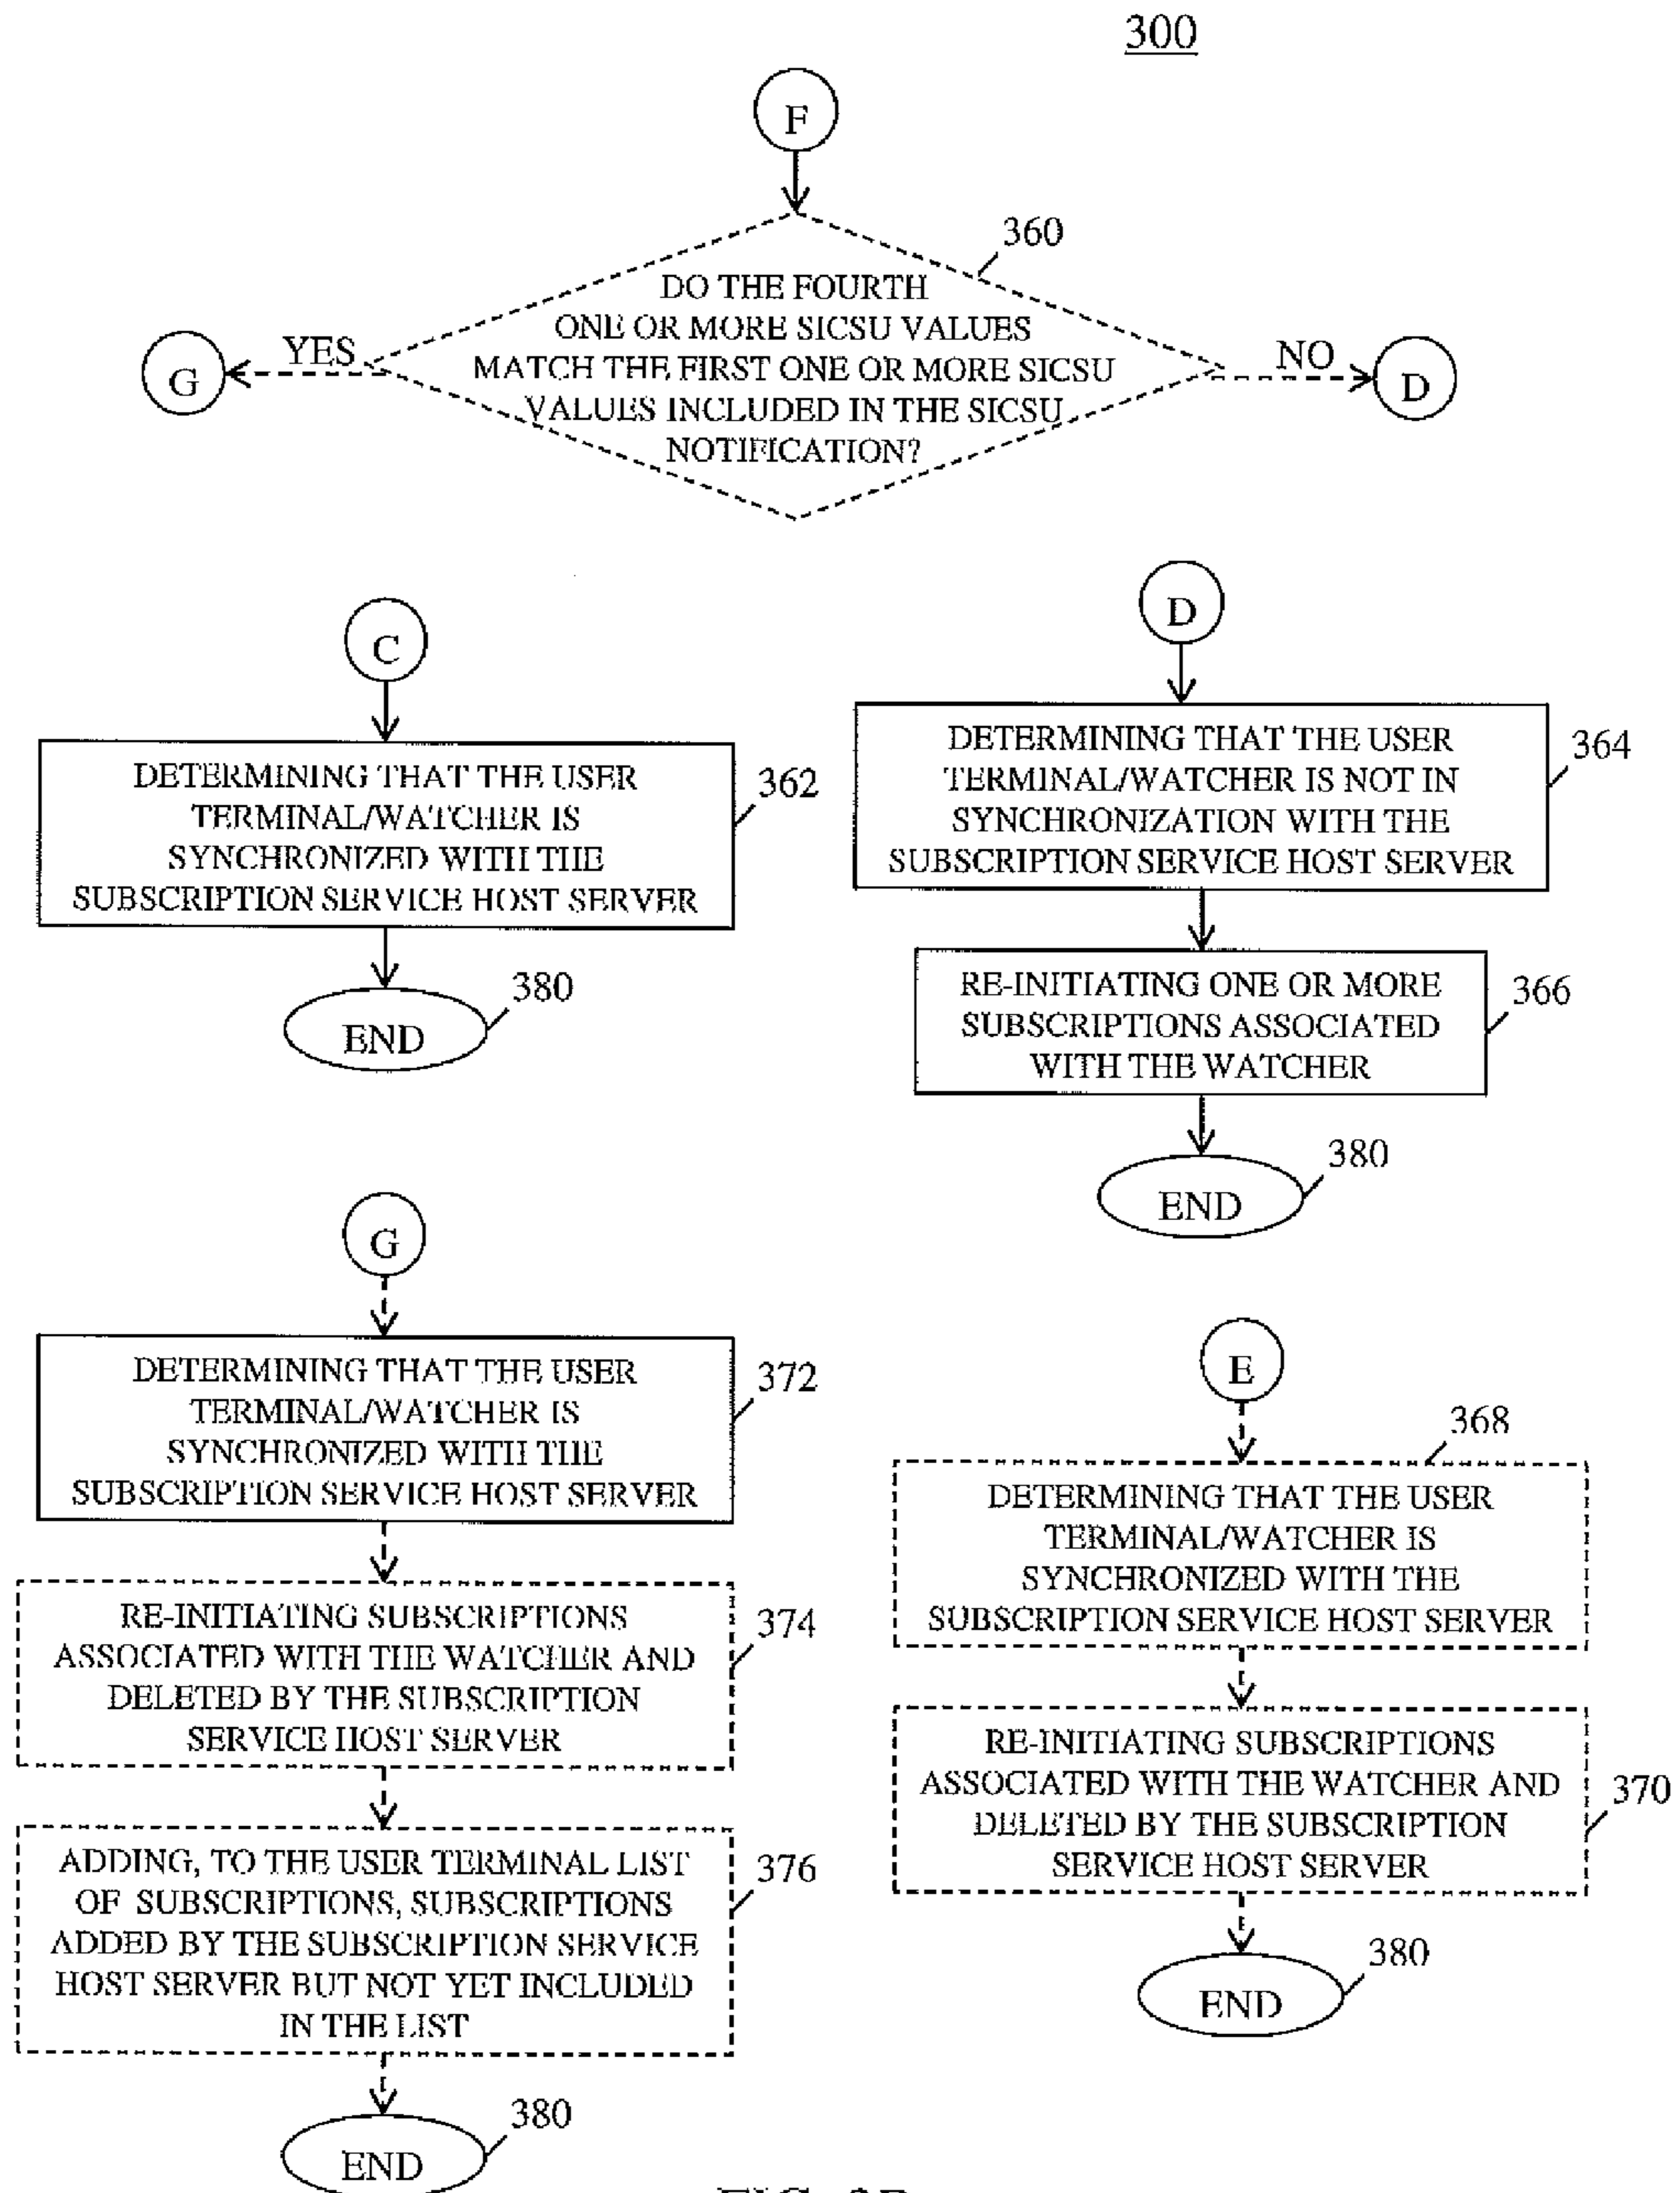 300
F
360
DO THE FOURTH
ONE OR MORE SICSU VALUES
MATCH THE FIRST ONE OR MORE SICSU
VALUES INCLUDED IN THE SICSU
NOTIFICATION?
YES
G
NO
D
C
362
DETERMINING THAT THE USER
TERMINAL/WATCHER IS
SYNCHRONIZED WITH THE
SUBSCRIPTION SERVICE HOST SERVER
380
END
D
364
DETERMINING THAT THE USER
TERMINAL/WATCHER IS NOT IN
SYNCHRONIZATION WITH THE
SUBSCRIPTION SERVICE HOST SERVER
366
RE-INITIATING ONE OR MORE
SUBSCRIPTIONS ASSOCIATED
WITH THE WATCHER
380
END
G
372
DETERMINING THAT THE USER
TERMINAL/WATCHER IS
SYNCHRONIZED WITH THE
SUBSCRIPTION SERVICE HOST SERVER
374
RE-INITIATING SUBSCRIPTIONS
ASSOCIATED WITH THE WATCHER AND
DELETED BY THE SUBSCRIPTION
SERVICE HOST SERVER
376
ADDING, TO THE USER TERMINAL LIST
OF SUBSCRIPTIONS, SUBSCRIPTIONS
ADDED BY THE SUBSCRIPTION SERVICE
HOST SERVER BUT NOT YET INCLUDED
IN THE LIST
380
END
E
368
DETERMINING THAT THE USER
TERMINAL/WATCHER IS
SYNCHRONIZED WITH THE
SUBSCRIPTION SERVICE HOST SERVER
370
RE-INITIATING SUBSCRIPTIONS
ASSOCIATED WITH THE WATCHER AND
DELETED BY THE SUBSCRIPTION
SERVICE HOST SERVER
380
END